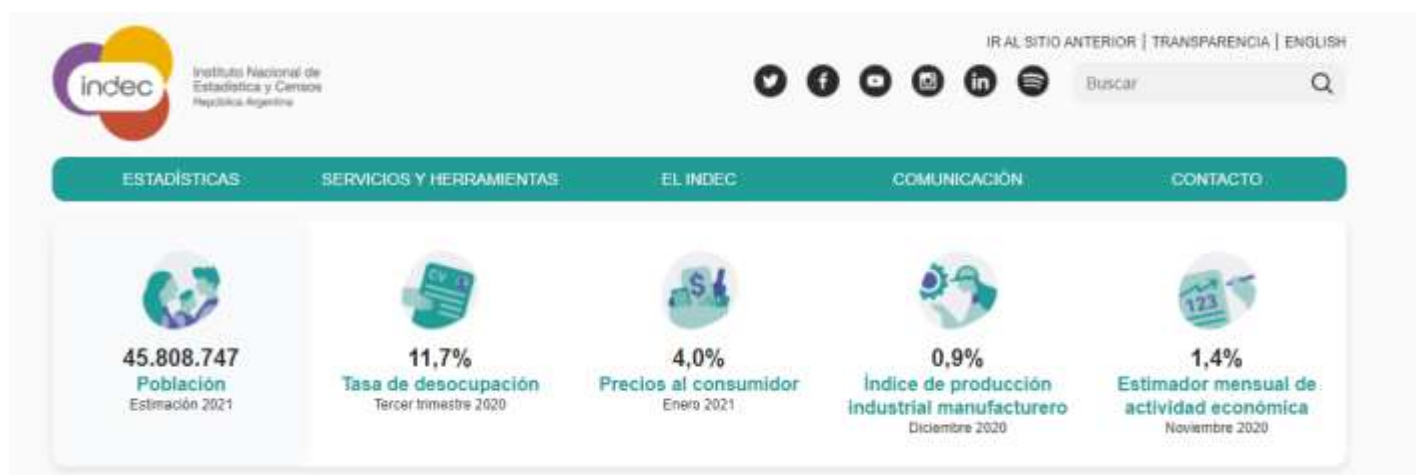 IR AL SITIO ANTERIOR | TRANSPARENCIA | ENGLISH
indec
Instituto Nacional de
Estadística y Censos
República Argentina
Buscar
ESTADÍSTICAS SERVICIOS Y HERRAMIENTAS EL INDEC COMUNICACIÓN CONTACTO
CV
$
123
45.808.747
Población
Estimación 2021
11,7%
Tasa de desocupación
Tercer trimestre 2020
4,0%
Precios al consumidor
Enero 2021
0,9%
Índice de producción
industrial manufacturero
Diciembre 2020
1,4%
Estimador mensual de
actividad económica
Noviembre 2020